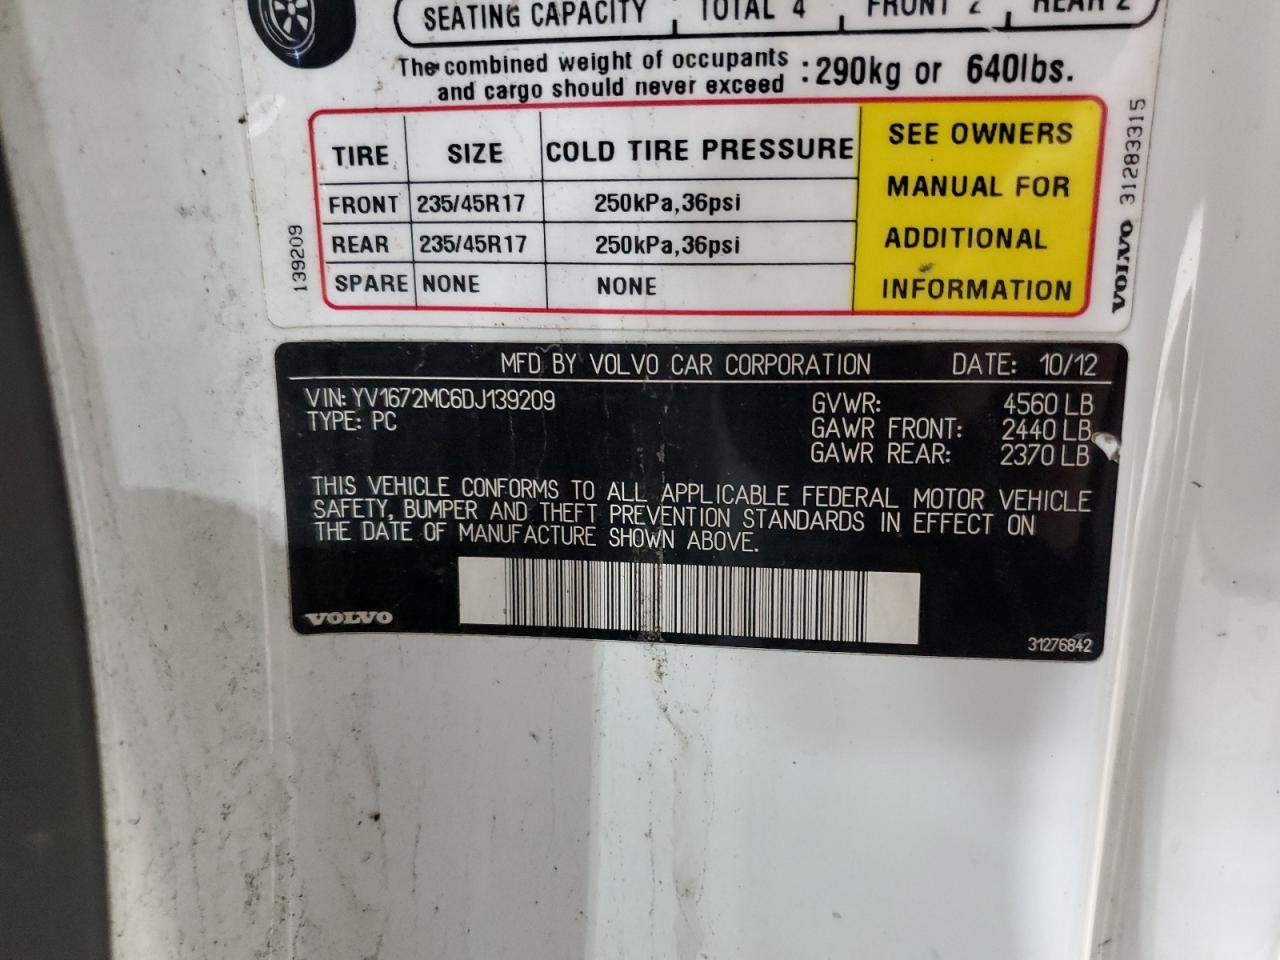 SEATING CAPACITY TOTAL 4 FRONT 2 REAR 2
The combined weight of occupants
and cargo should never exceed : 290kg or 640lbs.
TIRE SIZE COLD TIRE PRESSURE
FRONT 235/45R17 250kPa,36psi
REAR 235/45R17 250kPa,36psi
SPARE NONE NONE
SEE OWNERS
MANUAL FOR
ADDITIONAL
INFORMATION
139209
VOLVO 31283315
MFD BY VOLVO CAR CORPORATION DATE: 10/12
VIN: YV1672MC6DJ139209
TYPE: PC
GVWR: 4560 LB
GAWR FRONT: 2440 LB
GAWR REAR: 2370 LB
THIS VEHICLE CONFORMS TO ALL APPLICABLE FEDERAL MOTOR VEHICLE
SAFETY, BUMPER AND THEFT PREVENTION STANDARDS IN EFFECT ON
THE DATE OF MANUFACTURE SHOWN ABOVE.
VOLVO
31276842